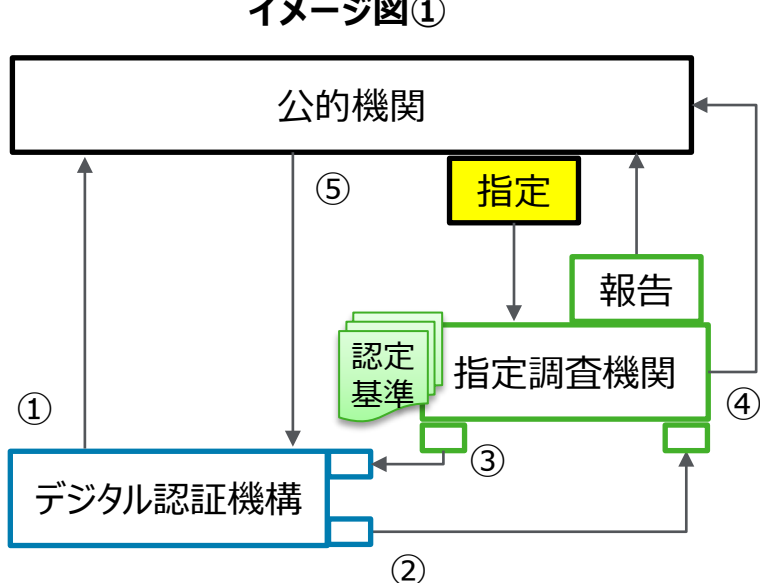 イメージ図①
公的機関
⑤
指定
報告
認定
基準
指定調査機関
①
④
③
デジタル認証機構
②